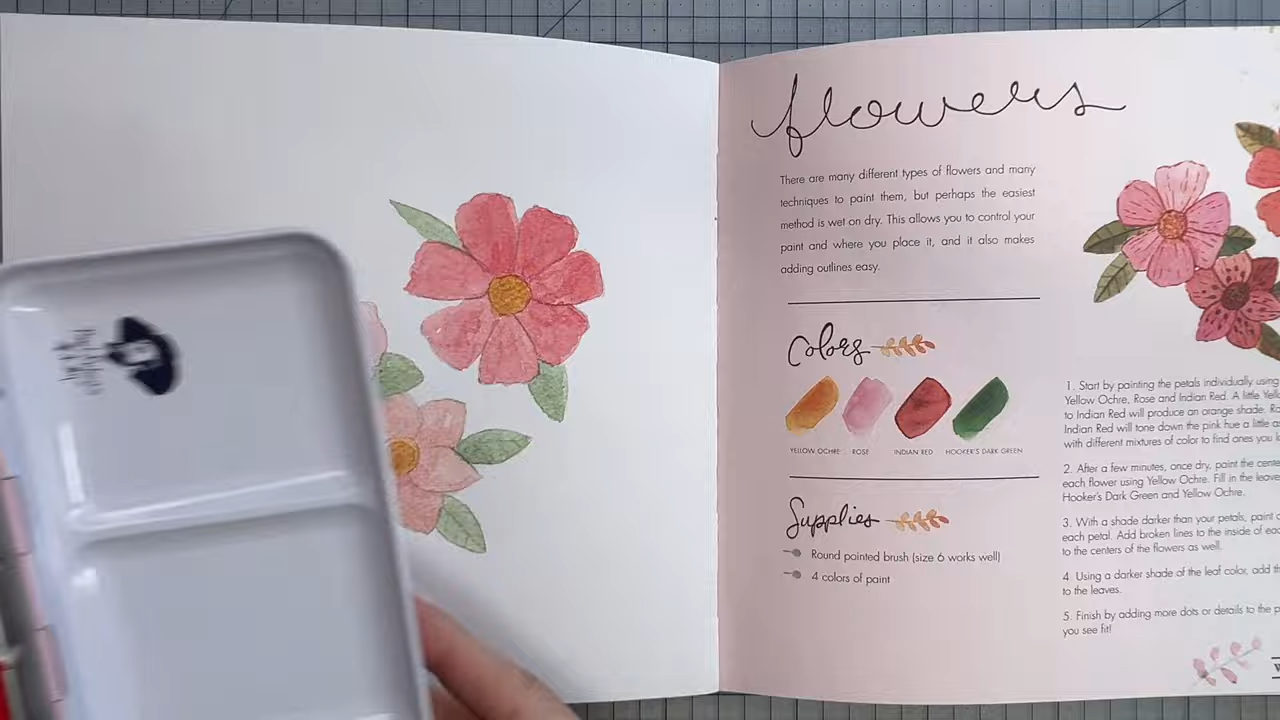 flowers
There are many different types of flowers and many
techniques to paint them, but perhaps the easiest
method is wet on dry. This allows you to control your
paint and where you place it, and it also makes
adding outlines easy.
Colors
YELLOW OCHRE ROSE INDIAN RED HOOKER'S DARK GREEN
Supplies
Round pointed brush (size 6 works well)
4 colors of paint
1. Start by painting the petals individually using
Yellow Ochre, Rose and Indian Red. A little
to Indian Red will produce an orange shade.
Indian Red will tone down the pink hue a little
with different mixtures of color to find ones you
2. After a few minutes, once dry, paint the
each flower using Yellow Ochre. Fill in the
Hooker's Dark Green and Yellow Ochre.
3. With a shade darker than your petals, paint
each petal. Add broken lines to the inside of
to the centers of the flowers as well.
4 Using a darker shade of the leaf color, add
to the leaves.
5. Finish by adding more dots or details to the
you see fit!